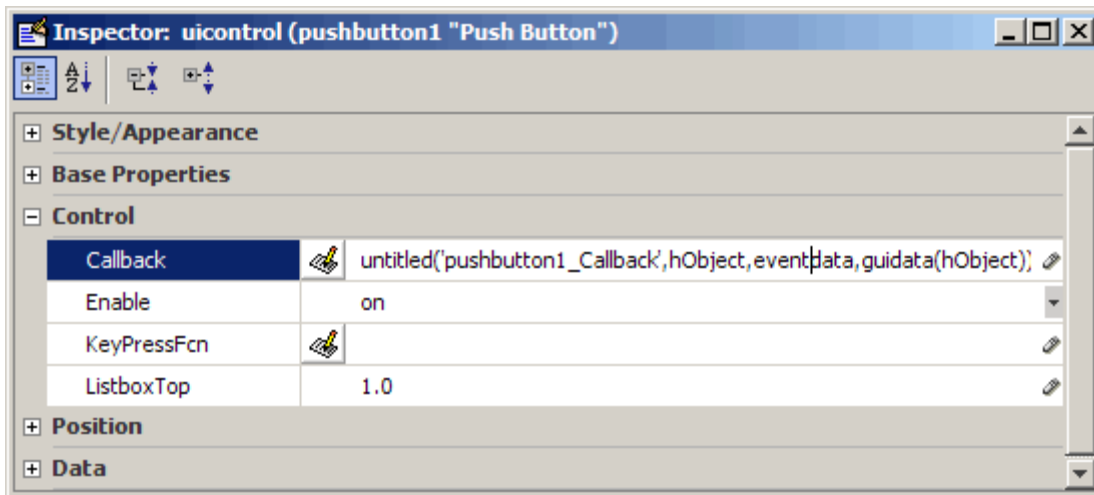 Inspector: uicontrol (pushbutton1 "Push Button")
Style/Appearance
Base Properties
Control
Callback untitled('pushbutton1_Callback',hObject,eventdata,guidata(hObject))
Enable on
KeyPressFcn
ListboxTop 1.0
Position
Data